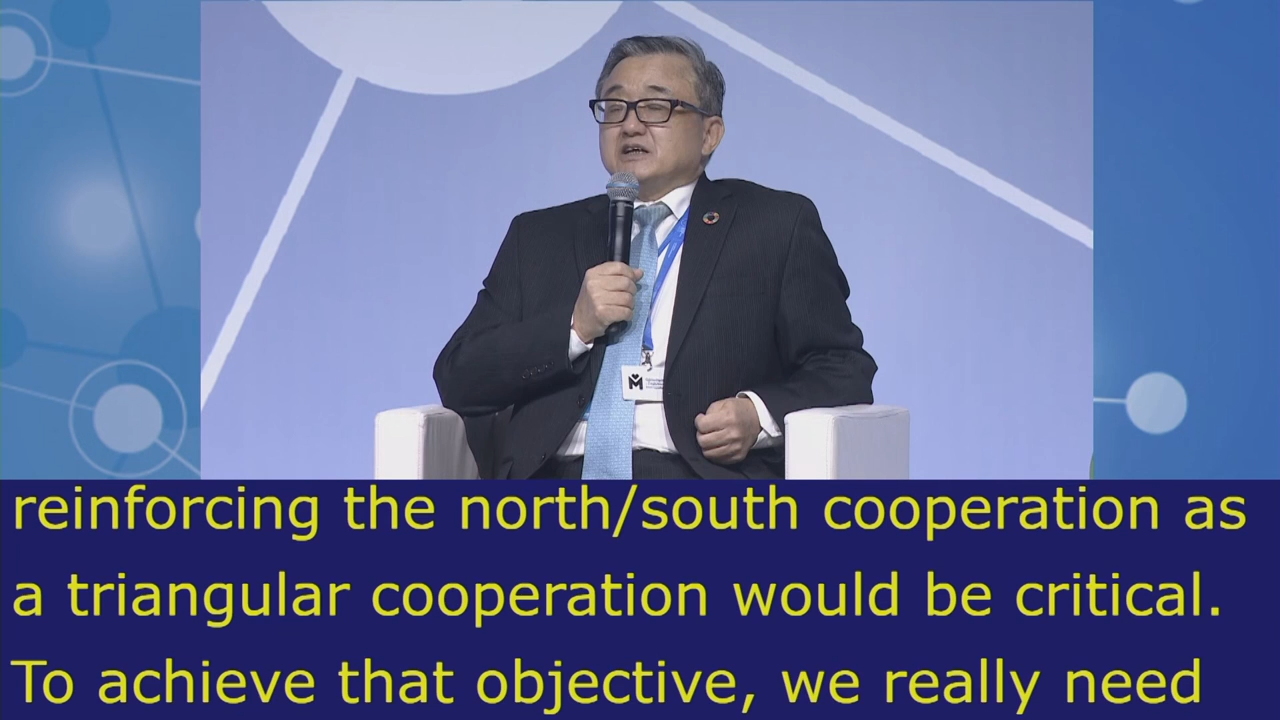 M
reinforcing the north/south cooperation as
a triangular cooperation would be critical.
To achieve that objective, we really need